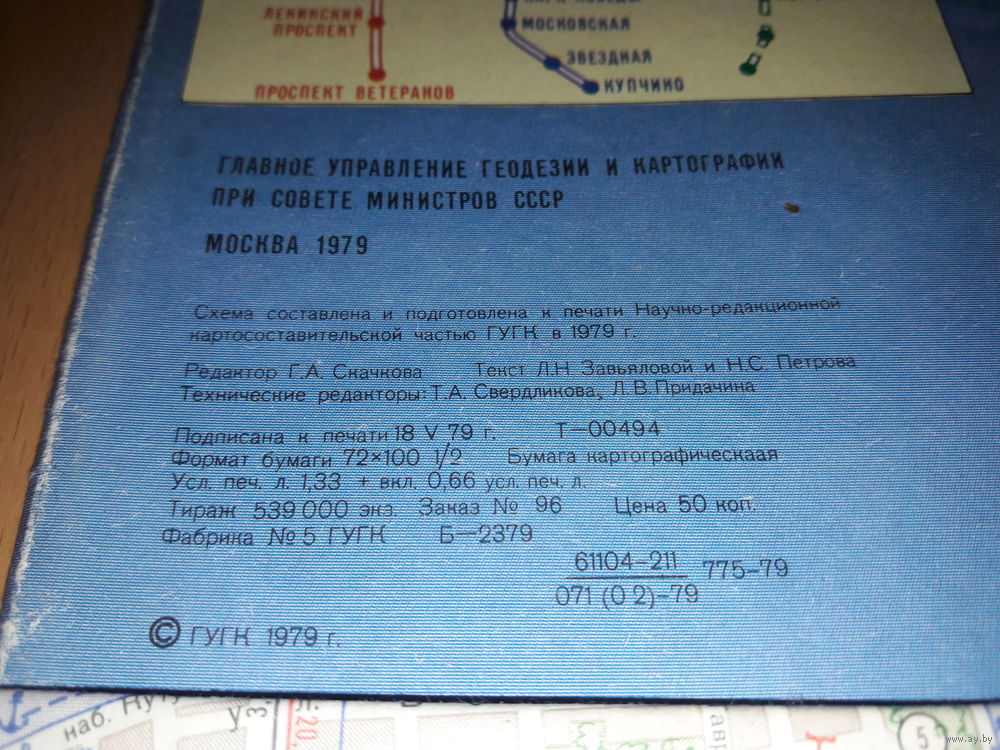 ЛЕНИНСКИЙ
ПРОСПЕКТ
ПРОСПЕКТ ВЕТЕРАНОВ
МОСКОВСКАЯ
ЗВЕЗДНАЯ
КУПЧИНО
ГЛАВНОЕ УПРАВЛЕНИЕ ГЕОДЕЗИИ И КАРТОГРАФИИ
ПРИ СОВЕТЕ МИНИСТРОВ СССР
МОСКВА 1979
Схема составлена и подготовлена к печати Научно-редакционной
картосоставительской частью ГУГК в 1979 г.
Редактор Г.А. Скачкова Текст Л.Н. Завьяловой и Н.С. Петрова
Технические редакторы: Т.А. Свердликова, Л.В. Придачина
Подписана к печати 18 V 79 г. Т—00494
Формат бумаги 72×100 1/2 Бумага картографическаая
Усл. печ. л. 1,33 + вкл. 0,66 усл. печ. л.
Тираж 539 000 экз. Заказ № 96 Цена 50 коп.
Фабрика №5 ГУГК Б—2379
61104-211
071 (0 2)-79
775-79
© ГУГК 1979 г.
наб.
5
www.ay.by